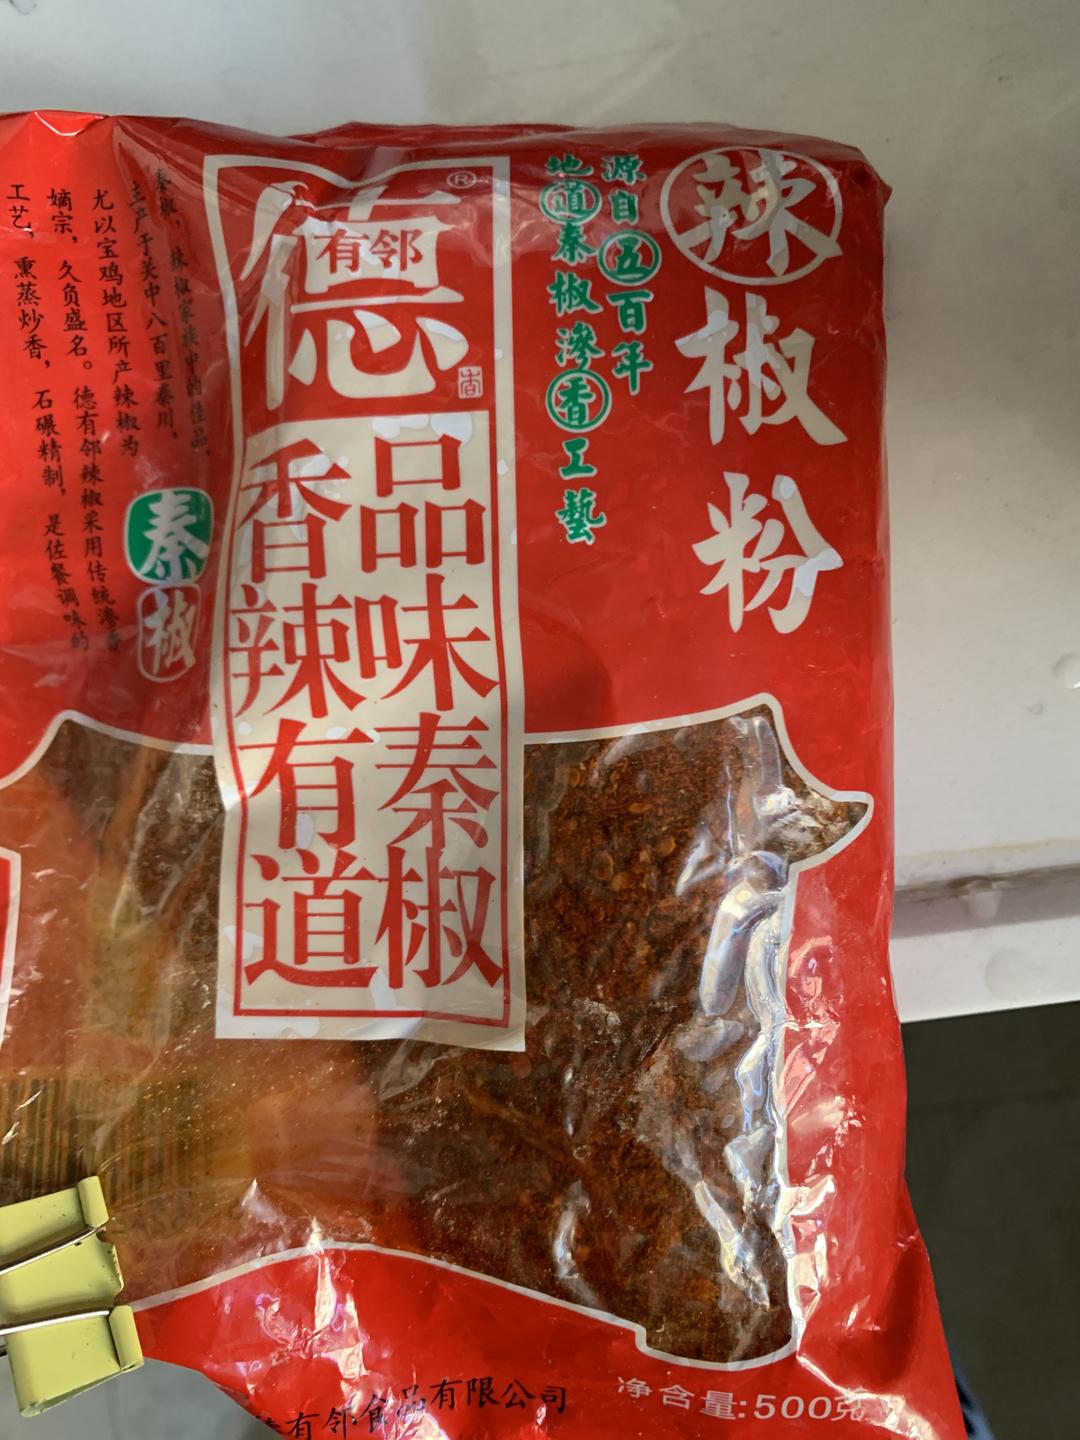 辣椒粉
源自五百年
地道秦椒渗香工藝
德
有邻
®
品味秦椒
香辣有道
秦椒
秦椒，辣椒家族中的佳品，
主产于关中八百里秦川，
尤以宝鸡地区所产辣椒为
嫡宗，久负盛名。德有邻辣椒采用传统渗香
工艺，熏蒸炒香，石碾精制，是佐餐调味的
有邻食品有限公司
净含量:500克